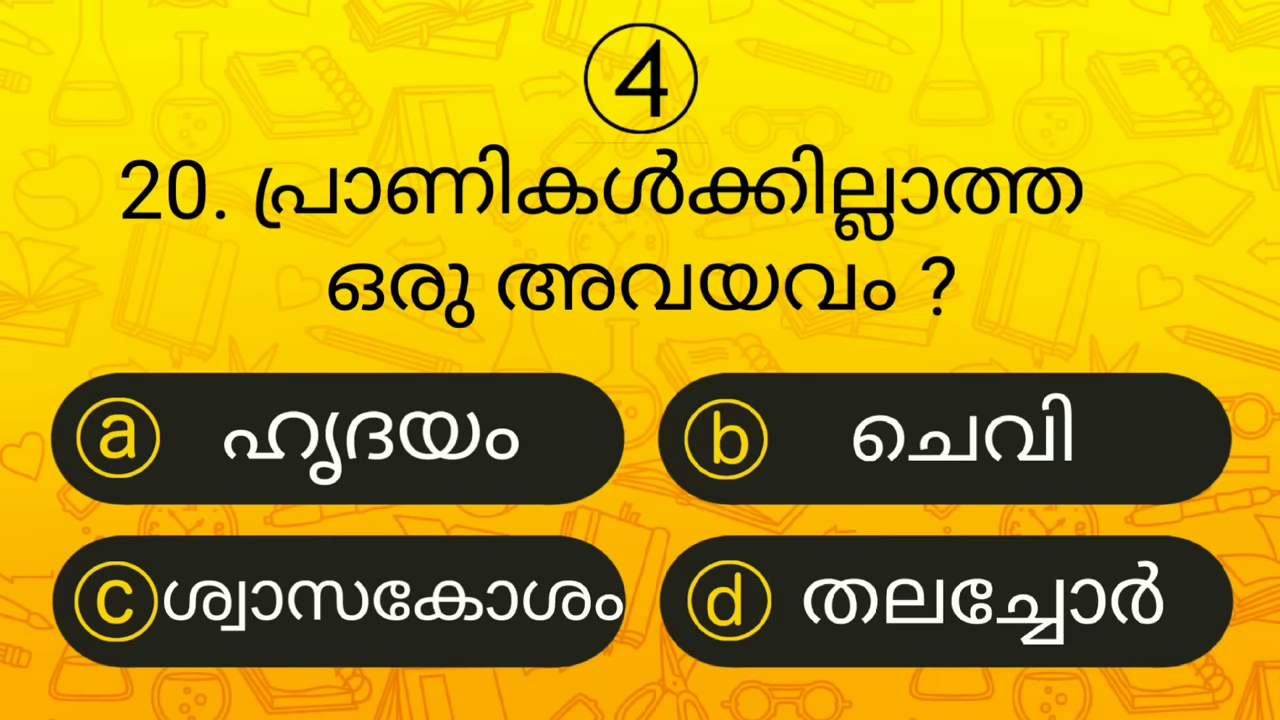 4
20. പ്രാണികൾക്കില്ലാത്ത
ഒരു അവയവം ?
a ഹൃദയം
b ചെവി
c ശ്വാസകോശം
d തലച്ചോർ